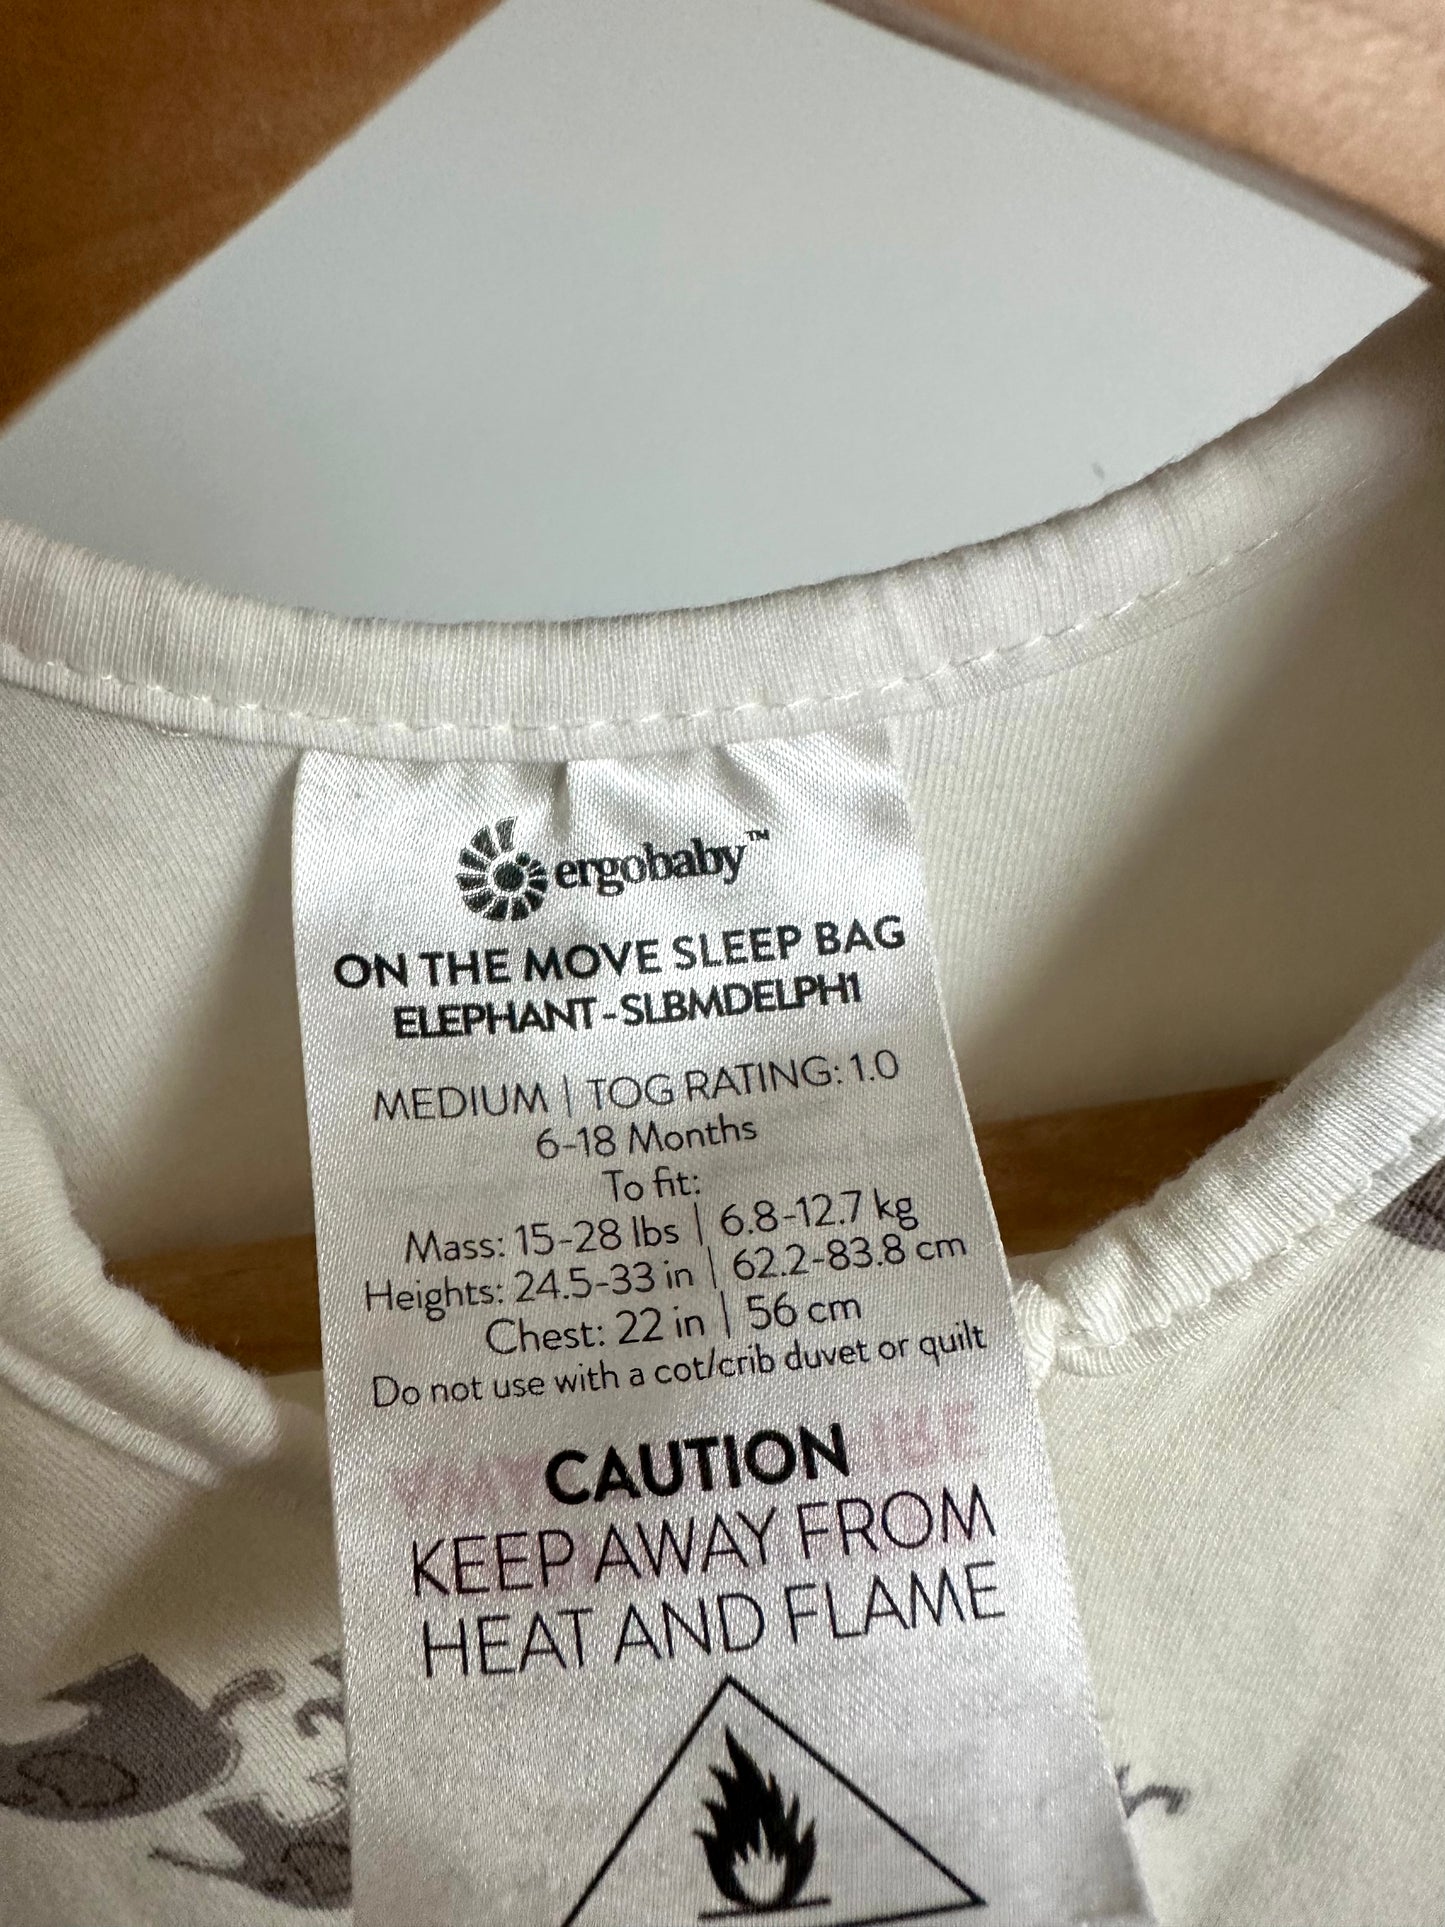 ergobaby™
ON THE MOVE SLEEP BAG
ELEPHANT - SLBMDELPH1
MEDIUM | TOG RATING: 1.0
6-18 Months
To fit:
Mass: 15-28 lbs | 6.8-12.7 kg
Heights: 24.5-33 in | 62.2-83.8 cm
Chest: 22 in | 56 cm
Do not use with a cot/crib duvet or quilt
CAUTION
KEEP AWAY FROM
HEAT AND FLAME